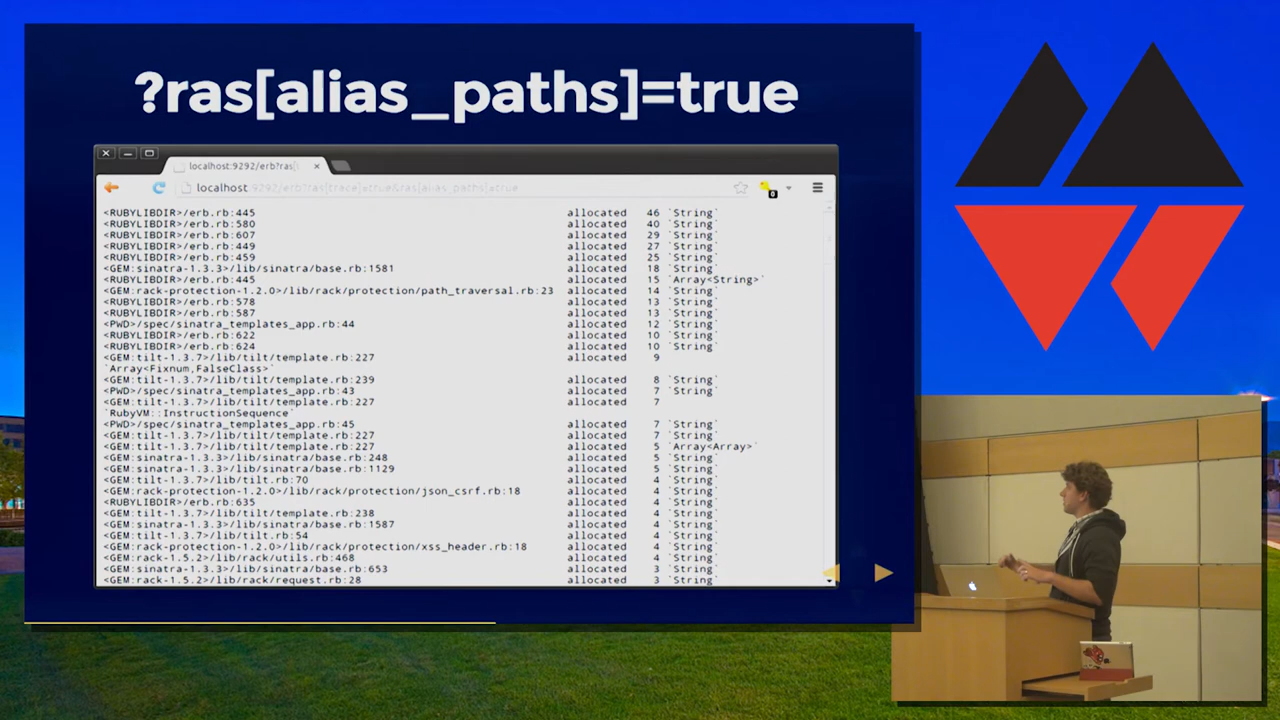 ?ras[alias_paths]=true
localhost:9292/erb?ras[t
localhost:9292/erb?ras[trace]=true&ras[alias_paths]=true
0
<RUBYLIBDIR>/erb.rb:445 allocated 46 `String`
<RUBYLIBDIR>/erb.rb:580 allocated 40 `String`
<RUBYLIBDIR>/erb.rb:607 allocated 29 `String`
<RUBYLIBDIR>/erb.rb:449 allocated 27 `String`
<RUBYLIBDIR>/erb.rb:459 allocated 25 `String`
<GEM:sinatra-1.3.3>/lib/sinatra/base.rb:1581 allocated 18 `String`
<RUBYLIBDIR>/erb.rb:445 allocated 15 `Array<String>`
<GEM:rack-protection-1.2.0>/lib/rack/protection/path_traversal.rb:23 allocated 14 `String`
<RUBYLIBDIR>/erb.rb:578 allocated 13 `String`
<RUBYLIBDIR>/erb.rb:587 allocated 13 `String`
<PWD>/spec/sinatra_templates_app.rb:44 allocated 12 `String`
<RUBYLIBDIR>/erb.rb:622 allocated 10 `String`
<RUBYLIBDIR>/erb.rb:624 allocated 10 `String`
<GEM:tilt-1.3.7>/lib/tilt/template.rb:227 allocated 9
`Array<Fixnum,FalseClass>`
<GEM:tilt-1.3.7>/lib/tilt/template.rb:239 allocated 8 `String`
<PWD>/spec/sinatra_templates_app.rb:43 allocated 7 `String`
<GEM:tilt-1.3.7>/lib/tilt/template.rb:227 allocated 7
`RubyVM::InstructionSequence`
<PWD>/spec/sinatra_templates_app.rb:45 allocated 7 `String`
<GEM:tilt-1.3.7>/lib/tilt/template.rb:227 allocated 7 `String`
<GEM:tilt-1.3.7>/lib/tilt/template.rb:227 allocated 5 `Array<Array>`
<GEM:sinatra-1.3.3>/lib/sinatra/base.rb:248 allocated 5 `String`
<GEM:sinatra-1.3.3>/lib/sinatra/base.rb:1129 allocated 5 `String`
<GEM:tilt-1.3.7>/lib/tilt.rb:70 allocated 4 `String`
<GEM:rack-protection-1.2.0>/lib/rack/protection/json_csrf.rb:18 allocated 4 `String`
<RUBYLIBDIR>/erb.rb:635 allocated 4 `String`
<GEM:tilt-1.3.7>/lib/tilt/template.rb:238 allocated 4 `String`
<GEM:sinatra-1.3.3>/lib/sinatra/base.rb:1587 allocated 4 `String`
<GEM:tilt-1.3.7>/lib/tilt.rb:54 allocated 4 `String`
<GEM:rack-protection-1.2.0>/lib/rack/protection/xss_header.rb:18 allocated 4 `String`
<GEM:rack-1.5.2>/lib/rack/utils.rb:468 allocated 4 `String`
<GEM:sinatra-1.3.3>/lib/sinatra/base.rb:653 allocated 3 `String`
<GEM:rack-1.5.2>/lib/rack/request.rb:28 allocated 3 `String`